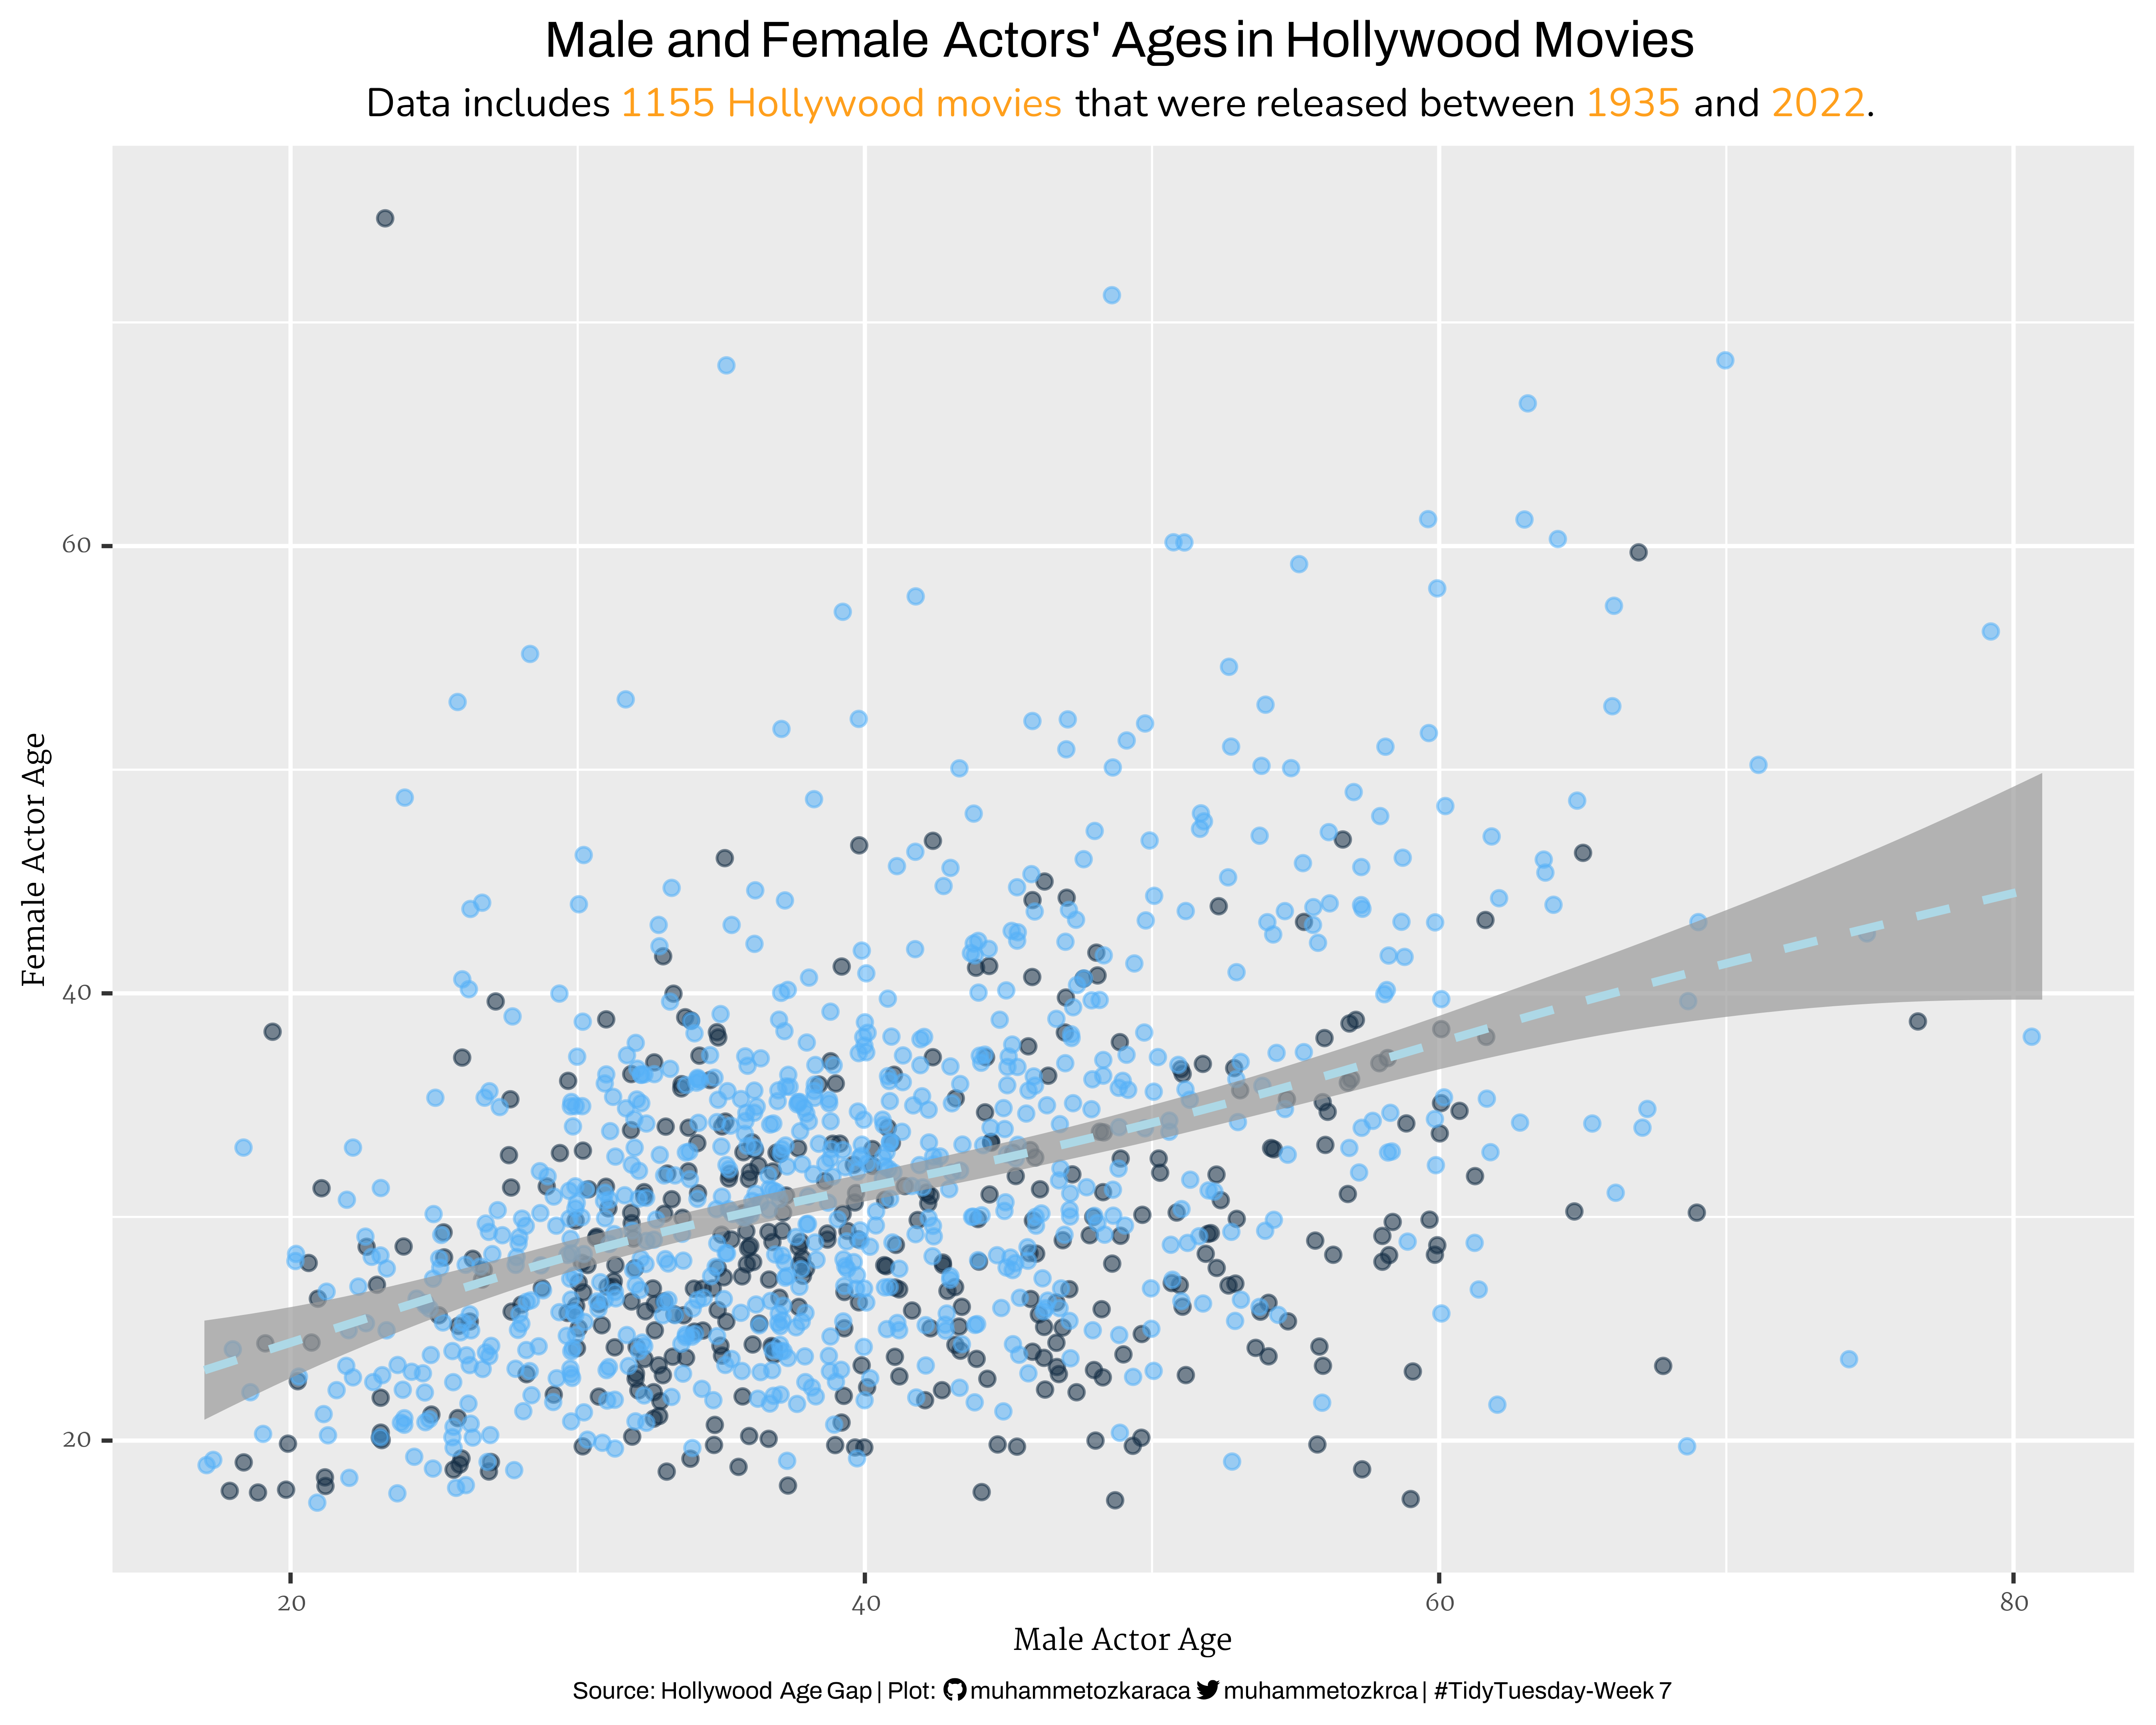 Male and Female Actors' Ages in Hollywood Movies
Data includes 1155 Hollywood movies that were released between 1935 and 2022.
Female Actor Age
60
40
20
20 40 60 80
Male Actor Age
Source: Hollywood Age Gap | Plot: muhammetozkaraca muhammetozkrca | #TidyTuesday-Week 7